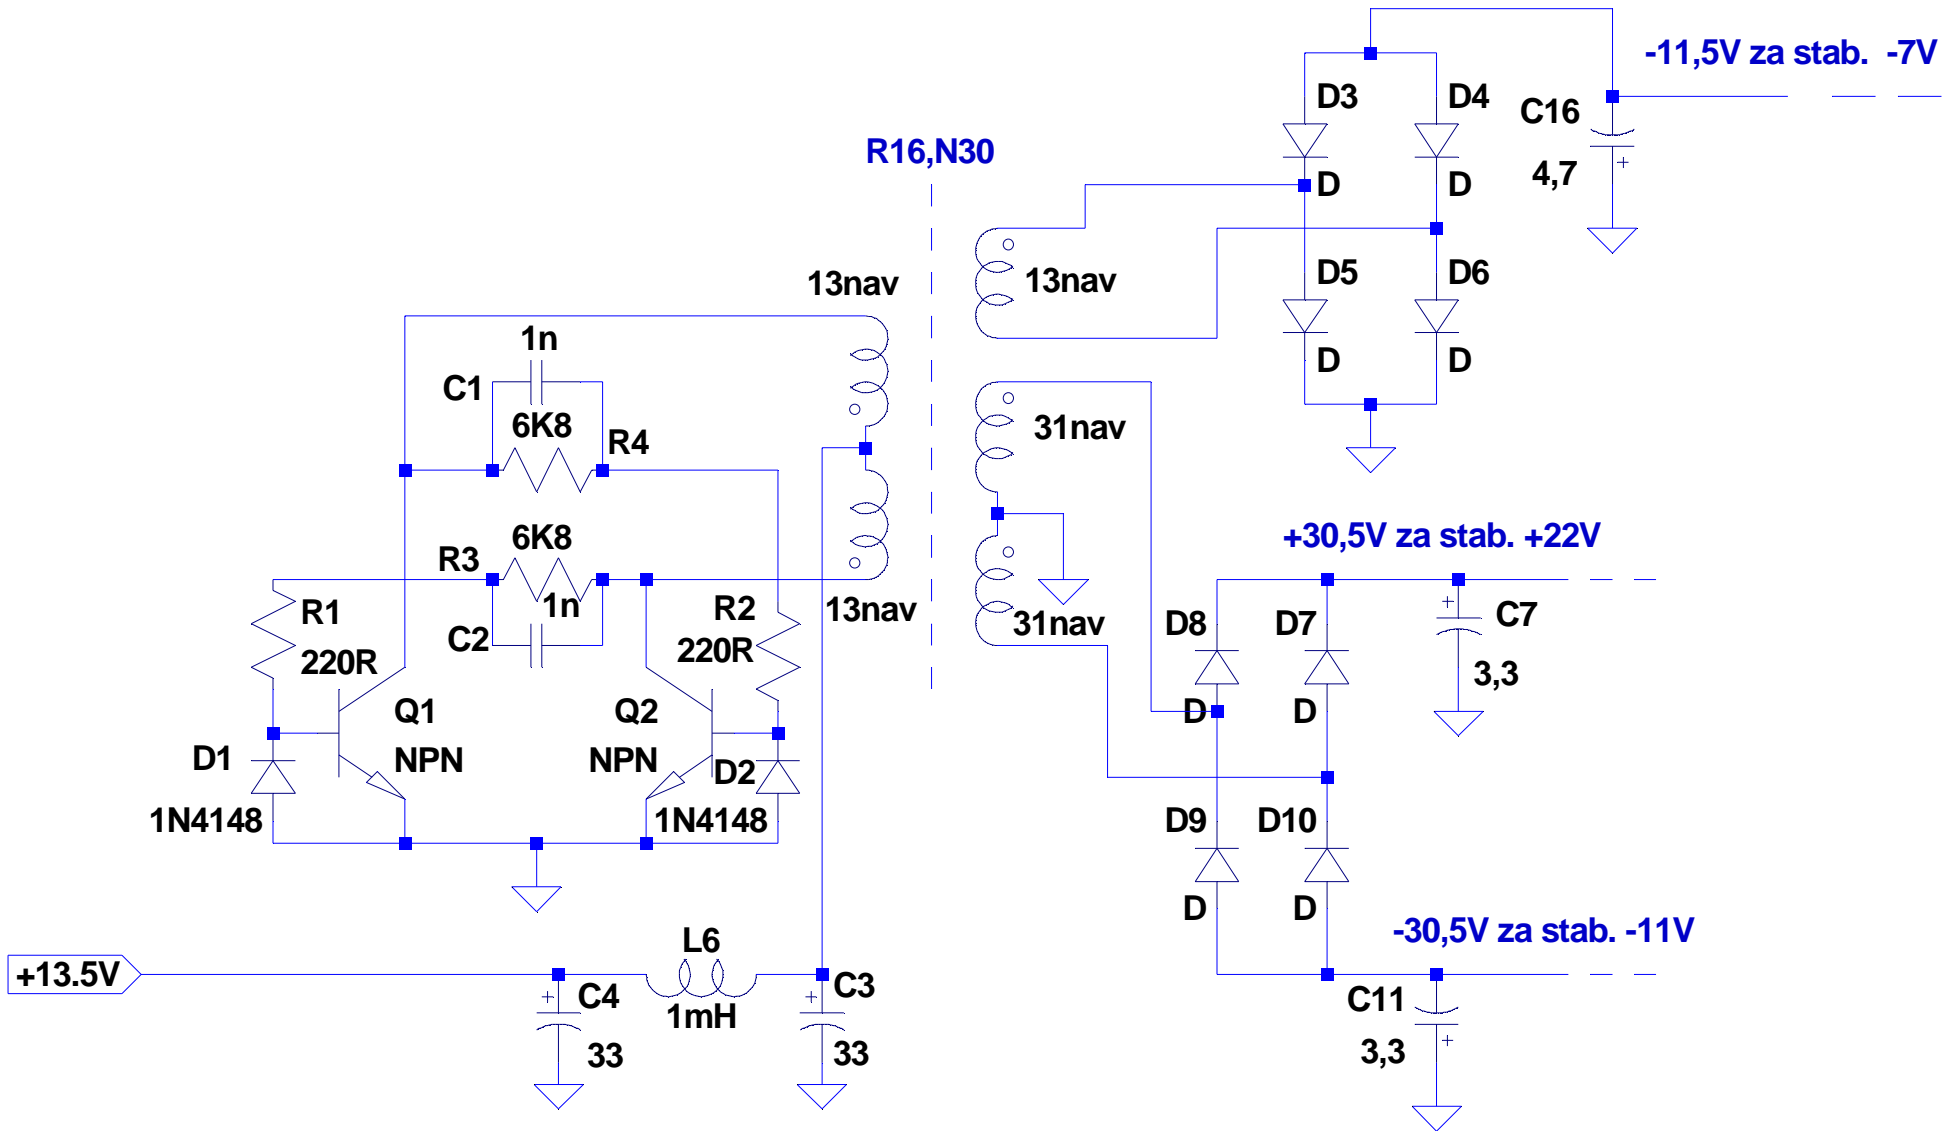 -11,5V za stab.  -7V
D3
D4
C16
R16,N30
4,7
D
D
13nav
13nav
D5
D6
1n
C1
D
D
6K8
R4
31nav
6K8
+30,5V za stab. +22V
R3
1n
R1
R2
13nav
31nav
D8
D7
C7
C2
220R
220R
3,3
Q1
Q2
D
D
D1
NPN
NPN
D2
1N4148
1N4148
D9
D10
D
D
-30,5V za stab. -11V
L6
+13.5V
C4
1mH
C3
C11
33
33
3,3